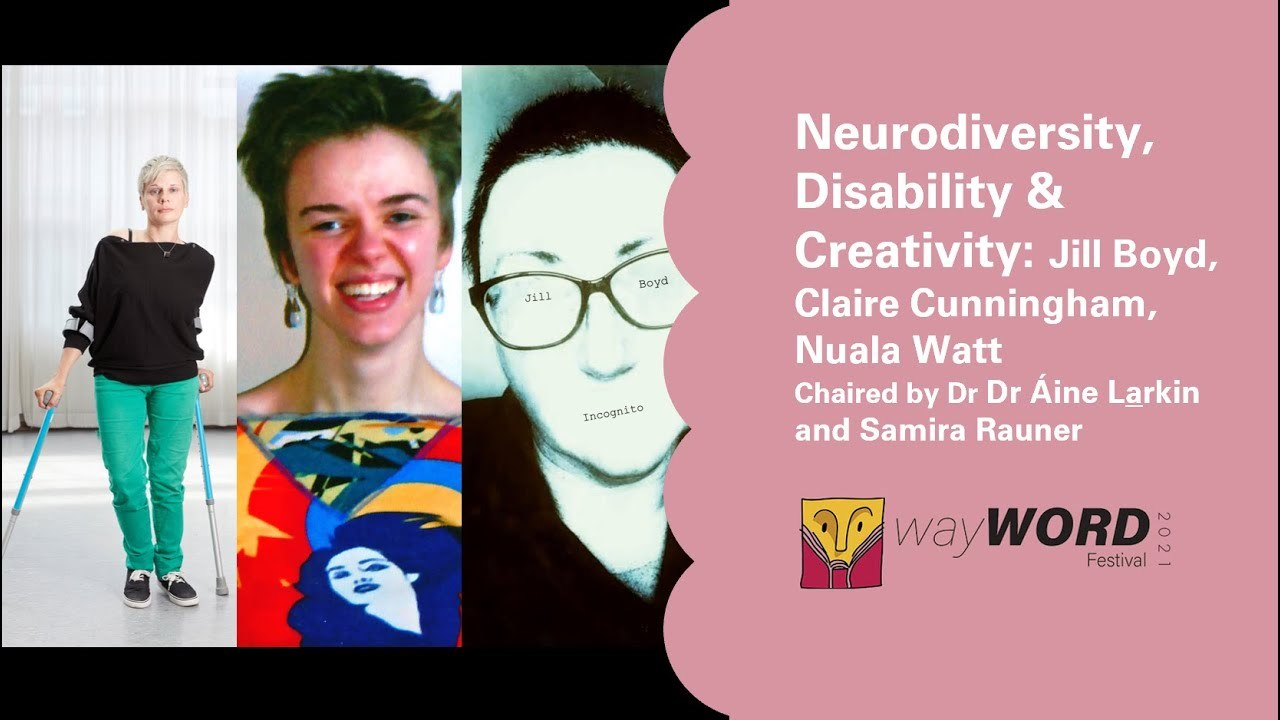 Jill
Boyd
Incognito
Neurodiversity,
Disability &
Creativity: Jill Boyd,
Claire Cunningham,
Nuala Watt
Chaired by Dr Dr Áine Larkin
and Samira Rauner
wayWORD
Festival
2021